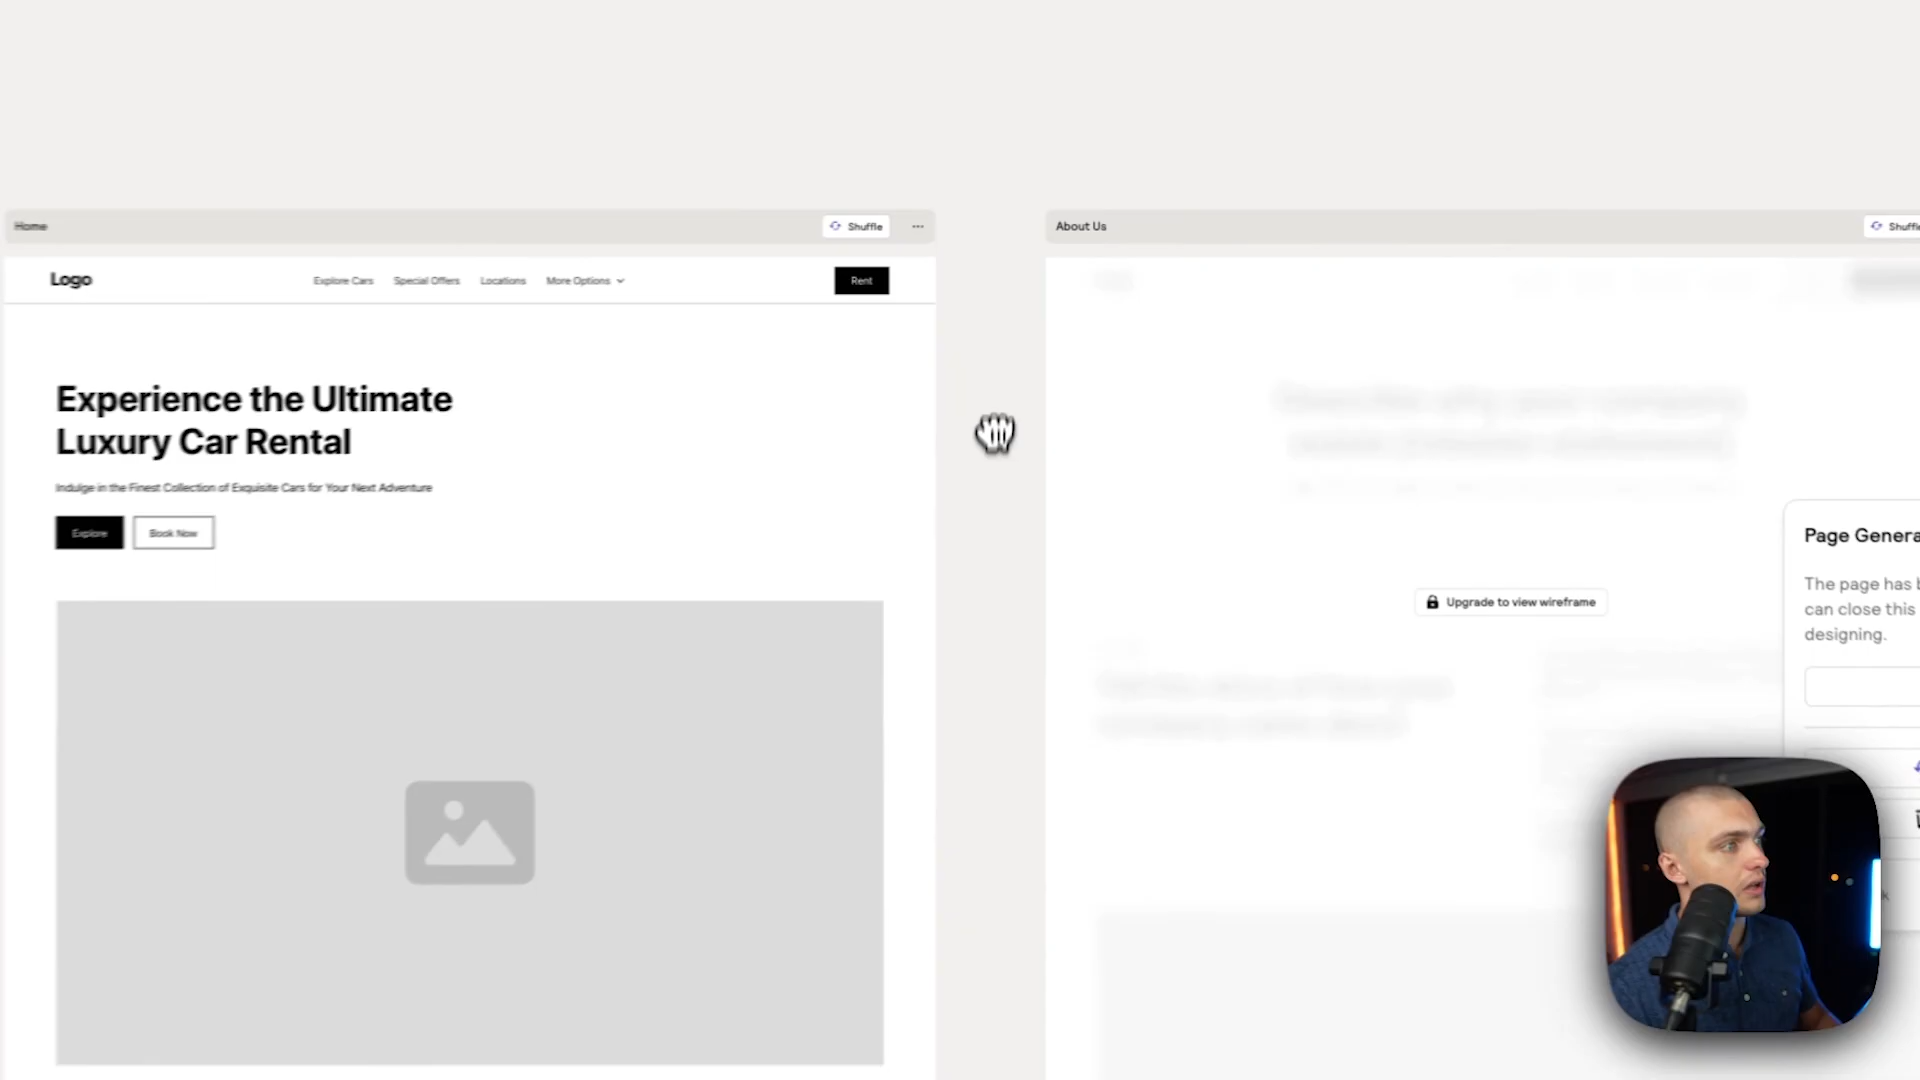 Home
Shuffle
Logo
Explore Cars
Special Offers
Locations
More Options
Rent
Experience the Ultimate
Luxury Car Rental
Indulge in the Finest Collection of Exquisite Cars for Your Next Adventure
Explore
Book Now
About Us
Shuffle
Upgrade to view wireframe
Page Genera
The page has b
can close this
designing.